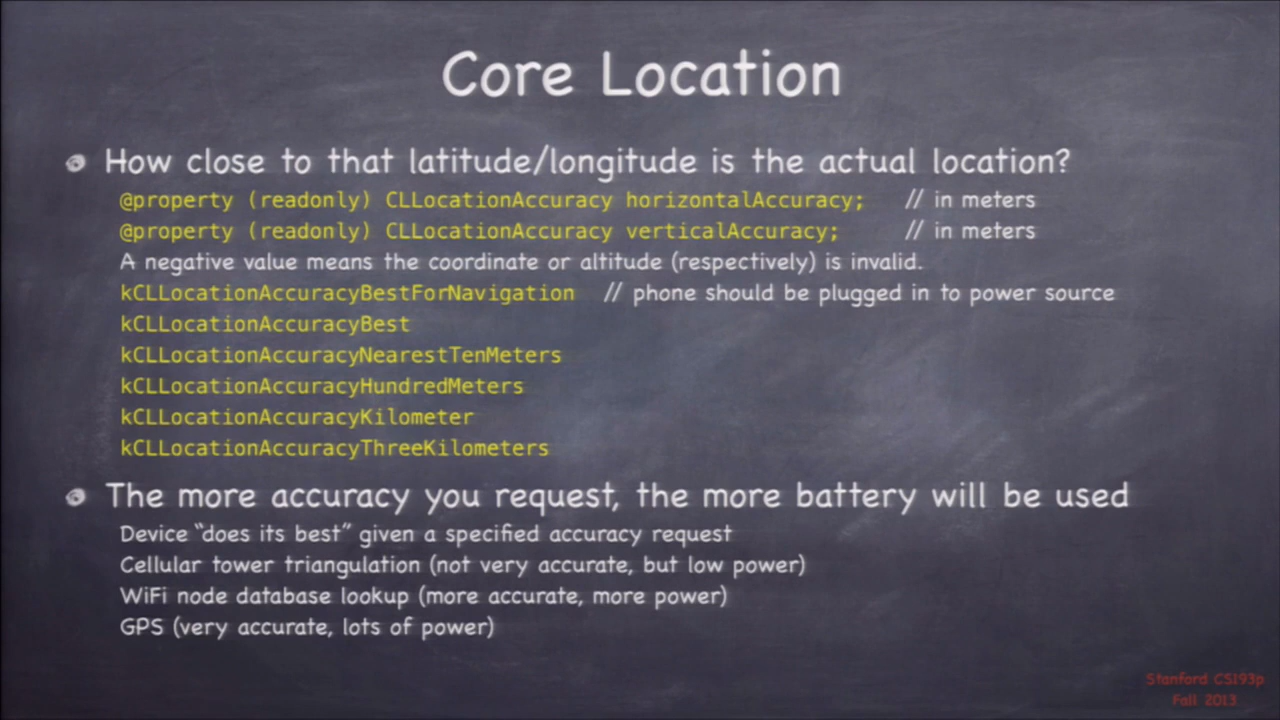 Core Location
How close to that latitude/longitude is the actual location?
@property (readonly) CLLocationAccuracy horizontalAccuracy; // in meters
@property (readonly) CLLocationAccuracy verticalAccuracy; // in meters
A negative value means the coordinate or altitude (respectively) is invalid.
kCLLocationAccuracyBestForNavigation // phone should be plugged in to power source
kCLLocationAccuracyBest
kCLLocationAccuracyNearestTenMeters
kCLLocationAccuracyHundredMeters
kCLLocationAccuracyKilometer
kCLLocationAccuracyThreeKilometers
The more accuracy you request, the more battery will be used
Device “does its best” given a specified accuracy request
Cellular tower triangulation (not very accurate, but low power)
WiFi node database lookup (more accurate, more power)
GPS (very accurate, lots of power)
Stanford CS193p
Fall 2013